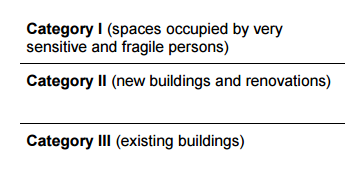 Category I (spaces occupied by very
sensitive and fragile persons)
Category II (new buildings and renovations)
Category III (existing buildings)